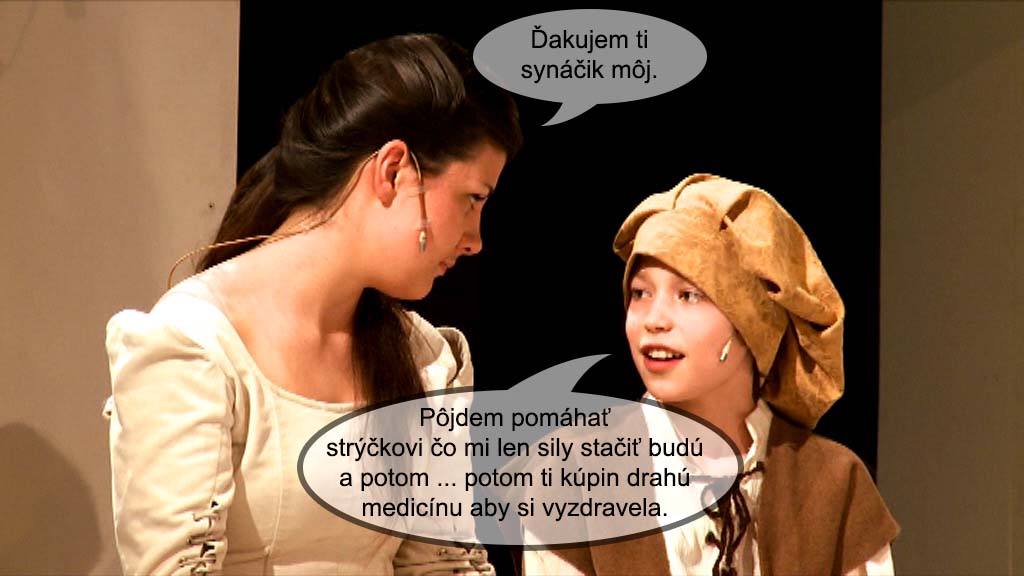 Ďakujem ti
synáčik môj.
Pôjdem pomáhať
strýčkovi čo mi len sily stačiť budú
a potom ... potom ti kúpin drahú
medicínu aby si vyzdravela.